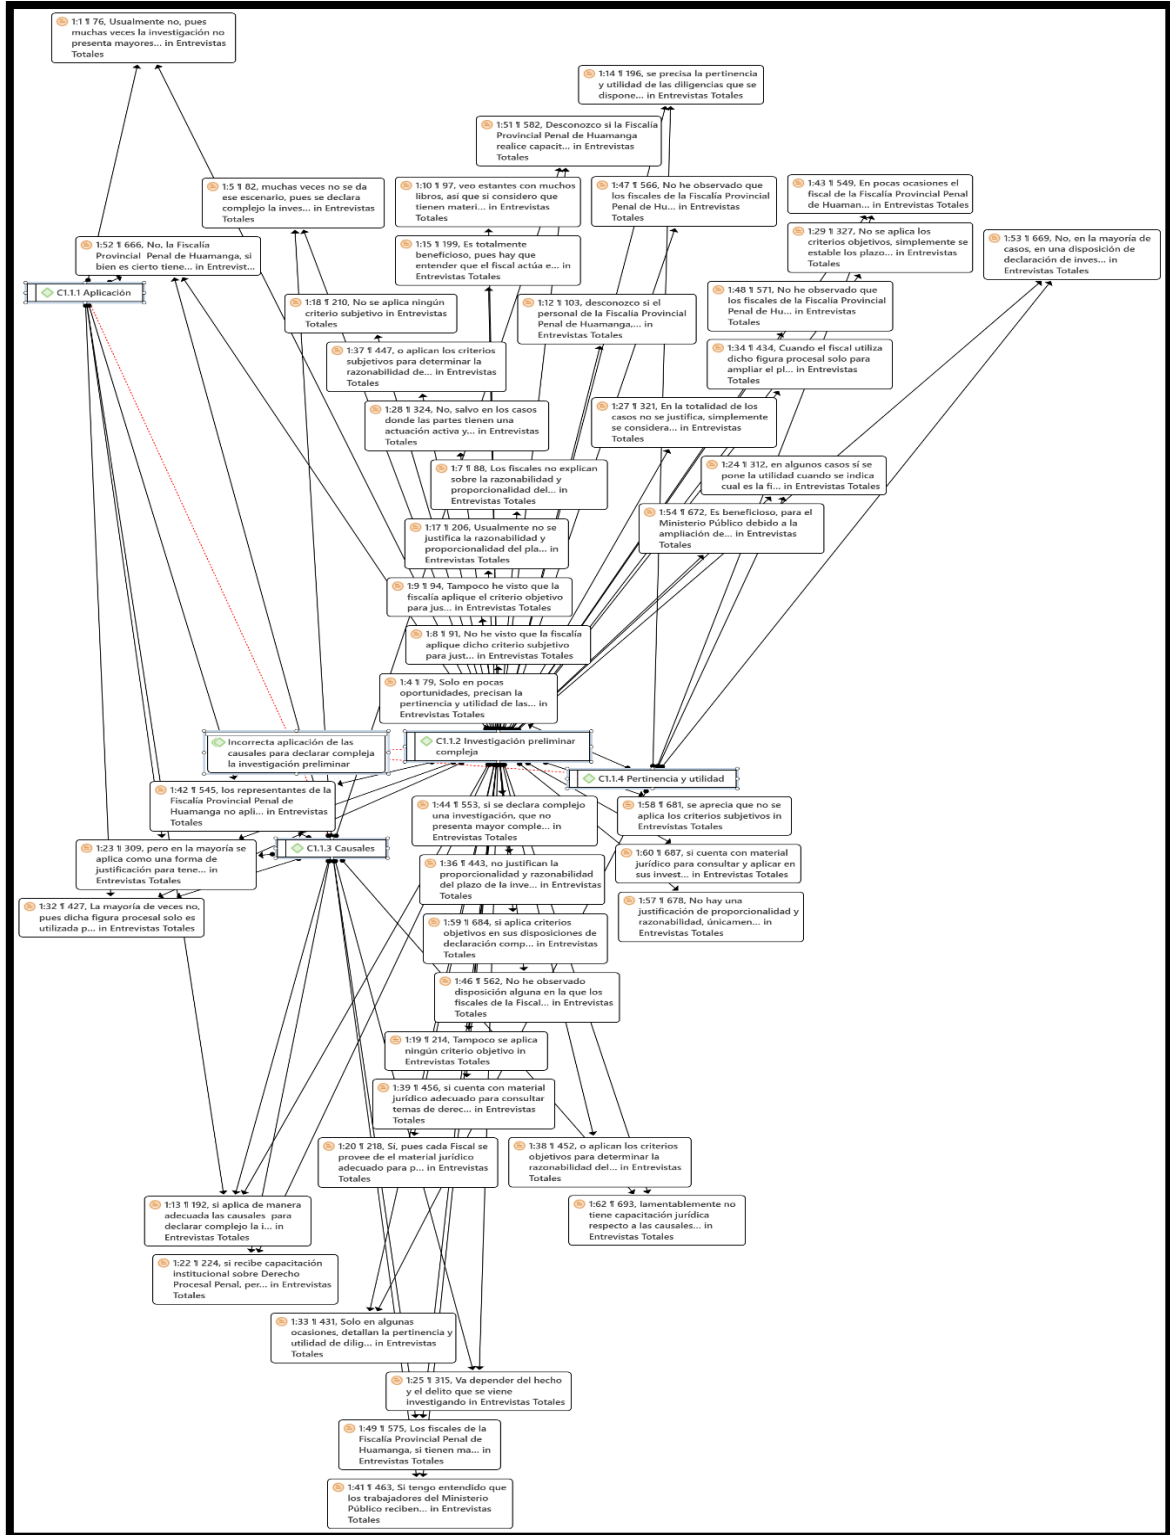 1:1 ¶ 76, Usualmente no, pues
muchas veces la investigación no
presenta mayores... in Entrevistas
Totales
1:14 ¶ 196, se precisa la pertinencia
y utilidad de las diligencias que se
dispone... in Entrevistas Totales
1:51 ¶ 582, Desconozco si la Fiscalía
Provincial Penal de Huamanga
realice capacit... in Entrevistas
Totales
1:5 ¶ 82, muchas veces no se da
ese escenario, pues se declara
complejo la inves... in Entrevistas
Totales
1:10 ¶ 97, veo estantes con muchos
libros, así que si considero que
tienen materi... in Entrevistas
Totales
1:47 ¶ 566, No he observado que
los fiscales de la Fiscalía Provincial
Penal de Hu... in Entrevistas
Totales
1:43 ¶ 549, En pocas ocasiones el
fiscal de la Fiscalía Provincial Penal
de Huaman... in Entrevistas Totales
1:29 ¶ 327, No se aplica los
criterios objetivos, simplemente se
establec los plazo... in Entrevistas
Totales
1:53 ¶ 669, No, en la mayoría de
casos, en una disposición de
declaración de inves... in
Entrevistas Totales
1:52 ¶ 666, No, la Fiscalía
Provincial Penal de Huamanga, si
bien es cierto tiene... in Entrevist...
Totales
1:15 ¶ 199, Es totalmente
beneficioso, pues hay que
entender que el fiscal actúa e... in
Entrevistas Totales
C1.1.1 Aplicación
1:18 ¶ 210, No se aplica ningún
criterio subjetivo in Entrevistas
Totales
1:12 ¶ 103, desconozco si el
personal de la Fiscalía Provincial
Penal de Huamanga,... in
Entrevistas Totales
1:48 ¶ 571, No he observado que
los fiscales de la Fiscalía Provincial
Penal de Hu... in Entrevistas
Totales
1:37 ¶ 447, o aplican los criterios
subjetivos para determinar la
razonabilidad de... in Entrevistas
Totales
1:34 ¶ 434, Cuando el fiscal utiliza
dicho figura procesal solo para
ampliar el pl... in Entrevistas
Totales
1:28 ¶ 324, No, salvo en los casos
donde las partes tienen una
actuación activa y... in Entrevistas
Totales
1:27 ¶ 321, En la totalidad de los
casos no se justifica, simplemente
se considera... in Entrevistas
Totales
1:7 ¶ 88, Los fiscales no explican
sobre la razonabilidad y
proporcionalidad del... in
Entrevistas Totales
1:24 ¶ 312, en algunos casos sí se
pone la utilidad cuando se indica
cual es la fi... in Entrevistas Totales
1:54 ¶ 672, Es beneficioso, para el
Ministerio Público debido a la
ampliación de... in Entrevistas
Totales
1:17 ¶ 206, Usualmente no se
justifica la razonabilidad y
proporcionalidad del pla... in
Entrevistas Totales
1:9 ¶ 94, Tampoco he visto que la
fiscalía aplique el criterio objetivo
para jus... in Entrevistas Totales
1:8 ¶ 91, No he visto que la fiscalía
aplique dicho criterio subjetivo
para just... in Entrevistas Totales
1:4 ¶ 79, Solo en pocas
oportunidades, precisan la
pertinencia y utilidad de las... in
Entrevistas Totales
Incorrecta aplicación de las
causales para declarar compleja
la investigación preliminar
C1.1.2 Investigación preliminar
compleja
C1.1.4 Pertinencia y utilidad
1:42 ¶ 545, los representantes de la
Fiscalía Provincial Penal de
Huamanga no apli... in Entrevistas
Totales
1:44 ¶ 553, si se declara complejo
una investigación, que no
presenta mayor comple... in
Entrevistas Totales
1:58 ¶ 681, se aprecia que no se
aplica los criterios subjetivos in
Entrevistas Totales
1:23 ¶ 309, pero en la mayoría se
aplica como una forma de
justificación para tene... in
Entrevistas Totales
C1.1.3 Causales
1:60 ¶ 687, si cuenta con material
jurídico para consultar y aplicar en
sus invest... in Entrevistas Totales
1:36 ¶ 443, no justifican la
proporcionalidad y razonabilidad
del plazo de la inve... in
Entrevistas Totales
1:32 ¶ 427, La mayoría de veces no,
pues dicha figura procesal solo es
utilizada p... in Entrevistas Totales
1:57 ¶ 678, No hay una
justificación de proporcionalidad y
razonabilidad, únicamen... in
Entrevistas Totales
1:59 ¶ 684, si aplica criterios
objetivos en sus disposiciones de
declaración comp... in Entrevistas
Totales
1:46 ¶ 562, No he observado
disposición alguna en la que los
fiscales de la Fiscal... in Entrevistas
Totales
1:19 ¶ 214, Tampoco se aplica
ningún criterio objetivo in
Entrevistas Totales
1:39 ¶ 456, si cuenta con material
jurídico adecuado para consultar
temas de derec... in Entrevistas
Totales
1:20 ¶ 218, Sí, pues cada Fiscal se
provee de el material jurídico
adecuado para p... in Entrevistas
Totales
1:38 ¶ 452, o aplican los criterios
objetivos para determinar la
razonabilidad del... in Entrevistas
Totales
1:13 ¶ 192, si aplica de manera
adecuada las causales para
declarar complejo la i... in
Entrevistas Totales
1:62 ¶ 693, lamentablemente no
tiene capacitación jurídica
respecto a las causales... in
Entrevistas Totales
1:22 ¶ 224, si recibe capacitación
institucional sobre Derecho
Procesal Penal, per... in Entrevistas
Totales
1:33 ¶ 431, Solo en algunas
ocasiones, detallan la pertinencia y
utilidad de dilig... in Entrevistas
Totales
1:25 ¶ 315, Va depender del hecho
y el delito que se viene
investigando in Entrevistas Totales
1:49 ¶ 575, Los fiscales de la
Fiscalía Provincial Penal de
Huamanga, si tienen ma... in
Entrevistas Totales
1:41 ¶ 463, Si tengo entendido que
los trabajadores del Ministerio
Público reciben... in Entrevistas
Totales